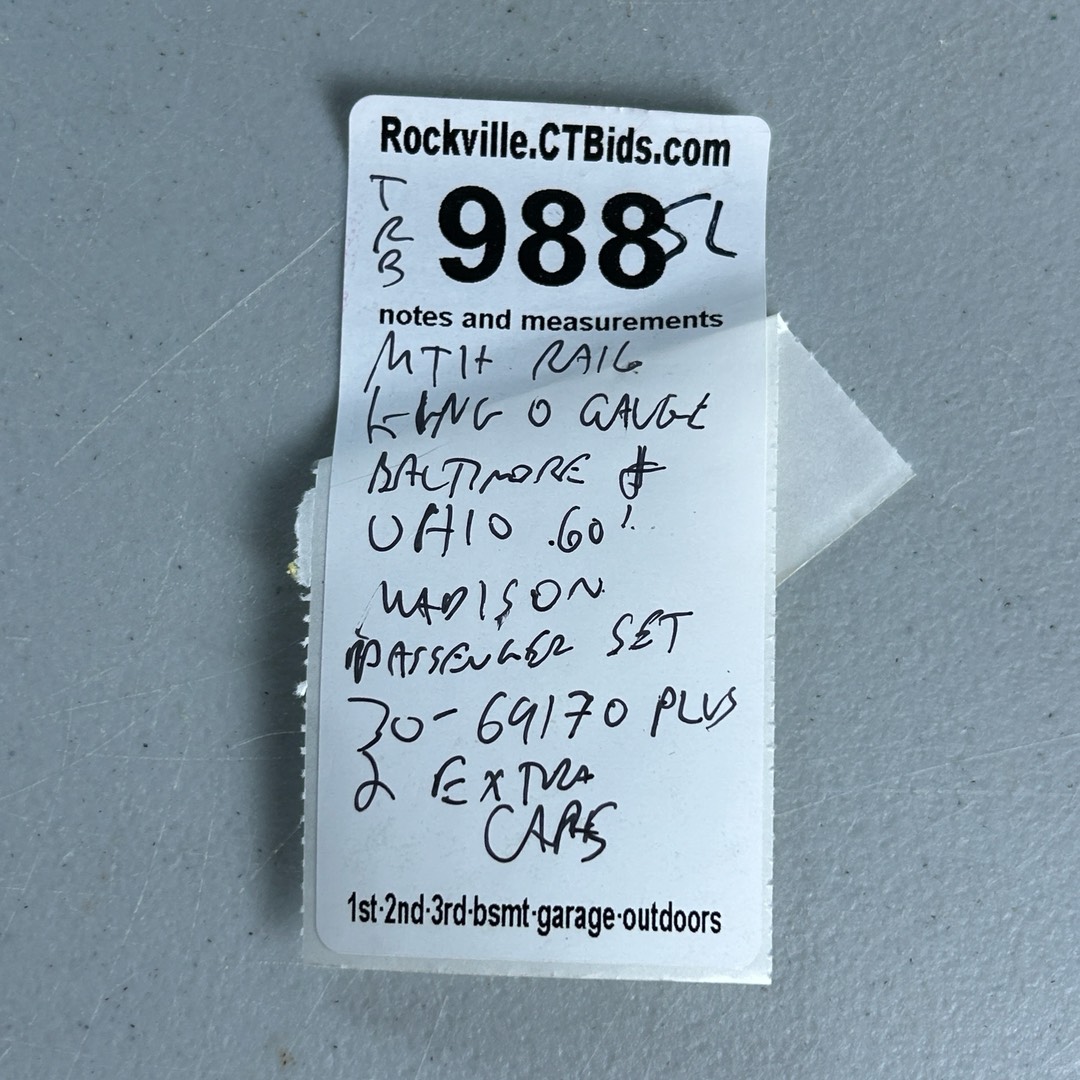 Rockville.CTBids.com
TRB
988 SL
notes and measurements
MTH RAIL
KING O GAUGE
BALTIMORE &
OHIO .60'
MADISON
PASSENGER SET
30-69170 PLUS
2 EXTRA
CARS
1st·2nd·3rd·bsmt·garage·outdoors